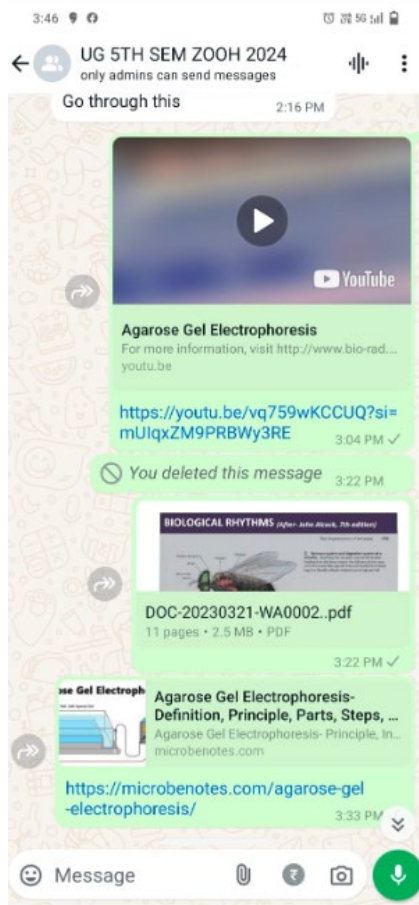 3:46
5G
UG 5TH SEM ZOOH 2024
only admins can send messages
Go through this
2:16 PM
YouTube
Agarose Gel Electrophoresis
For more information, visit http://www.bio-rad....
youtu.be
https://youtu.be/vq759wKCCUQ?si=
mUIqxZM9PRBWy3RE
3:04 PM
You deleted this message
3:22 PM
BIOLOGICAL RHYTHMS (After- John Alcock, 7th edition)
DOC-20230321-WA0002..pdf
11 pages • 2.5 MB • PDF
3:22 PM
ose Gel Electroph
Agarose Gel Electrophoresis-
Definition, Principle, Parts, Steps, ...
Agarose Gel Electrophoresis- Principle, In...
microbenotes.com
https://microbenotes.com/agarose-gel
-electrophoresis/
3:33 PM
Message